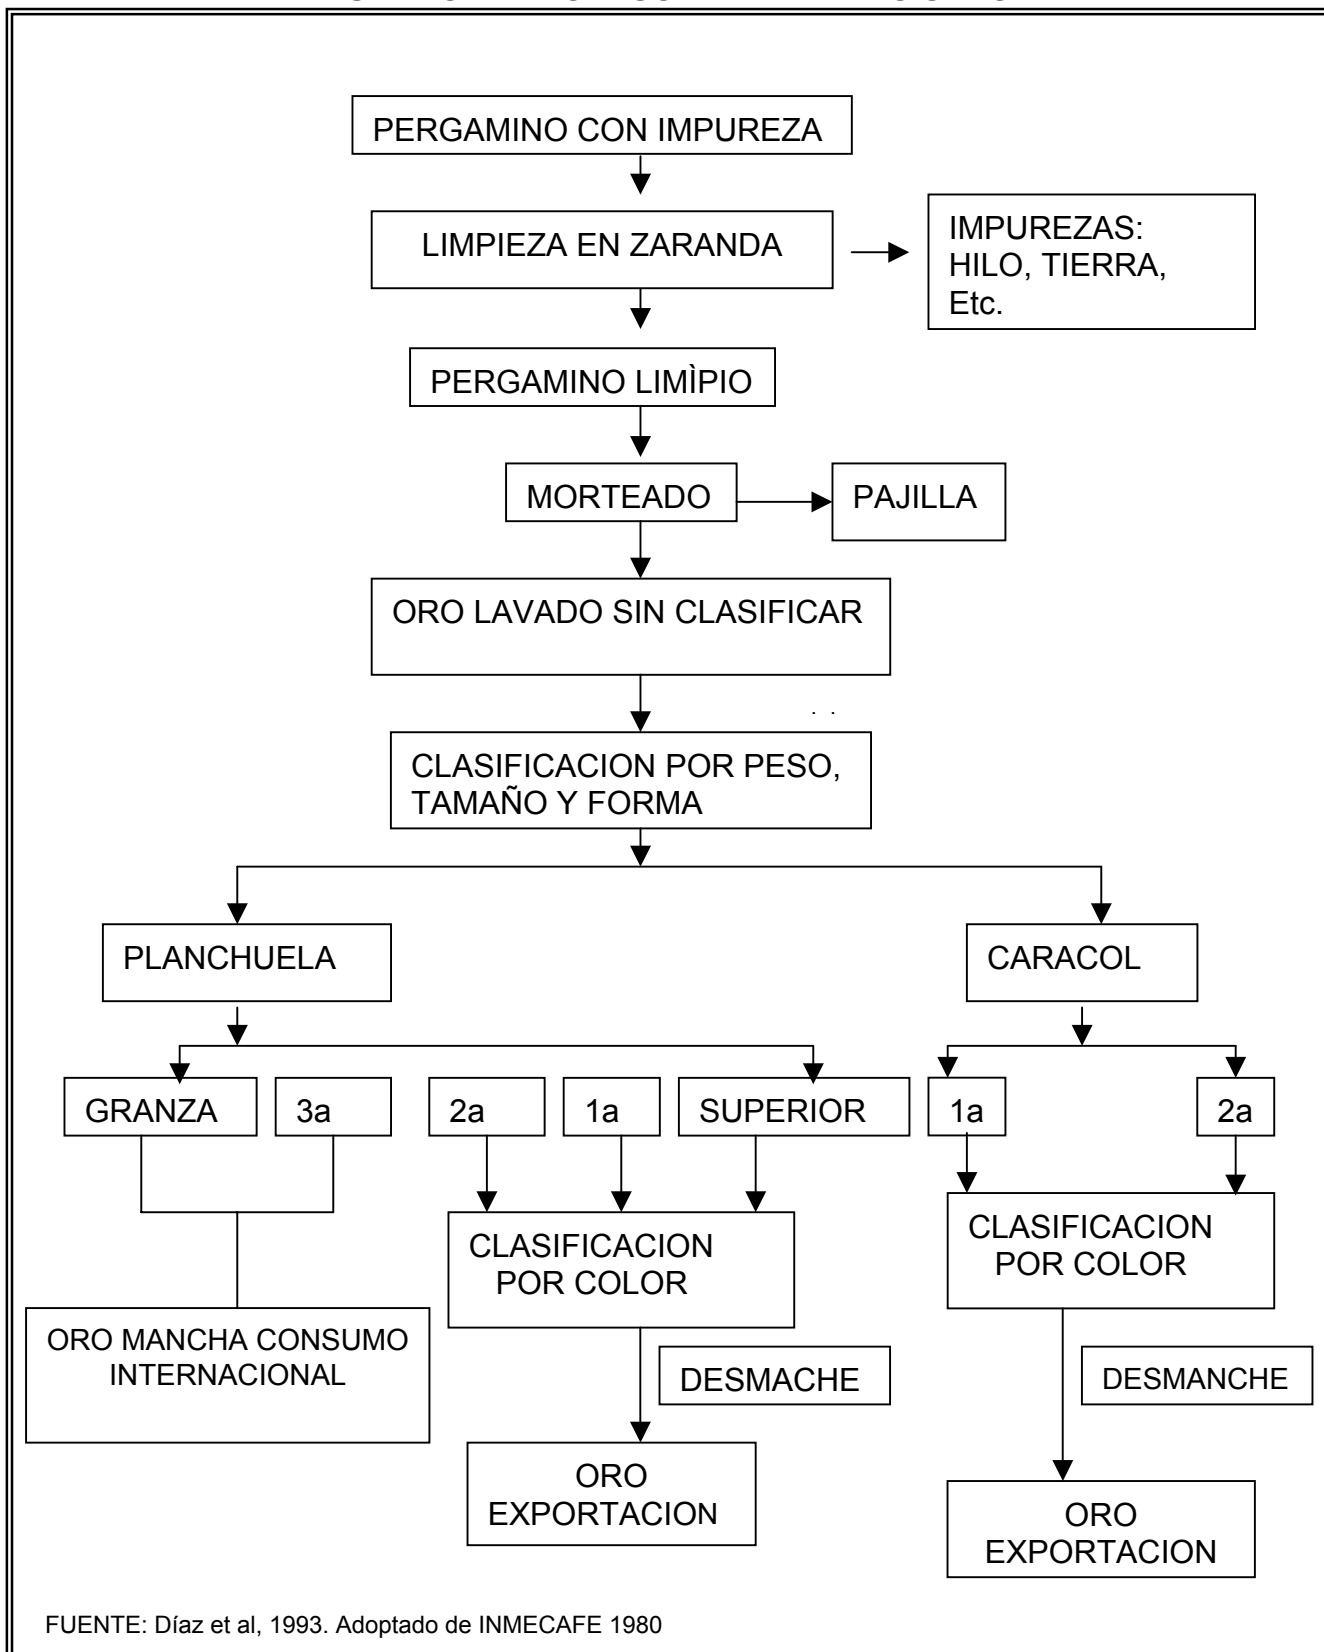 PERGAMINO CON IMPUREZA
LIMPIEZA EN ZARANDA
IMPUREZAS:
HILO, TIERRA,
Etc.
PERGAMINO LIMÌPIO
MORTEADO
PAJILLA
ORO LAVADO SIN CLASIFICAR
CLASIFICACION POR PESO,
TAMAÑO Y FORMA
PLANCHUELA
CARACOL
GRANZA
3a
2a
1a
SUPERIOR
1a
2a
CLASIFICACION
POR COLOR
CLASIFICACION
POR COLOR
ORO MANCHA CONSUMO
INTERNACIONAL
DESMACHE
DESMANCHE
ORO
EXPORTACION
ORO
EXPORTACION
FUENTE: Díaz et al, 1993. Adoptado de INMECAFE 1980